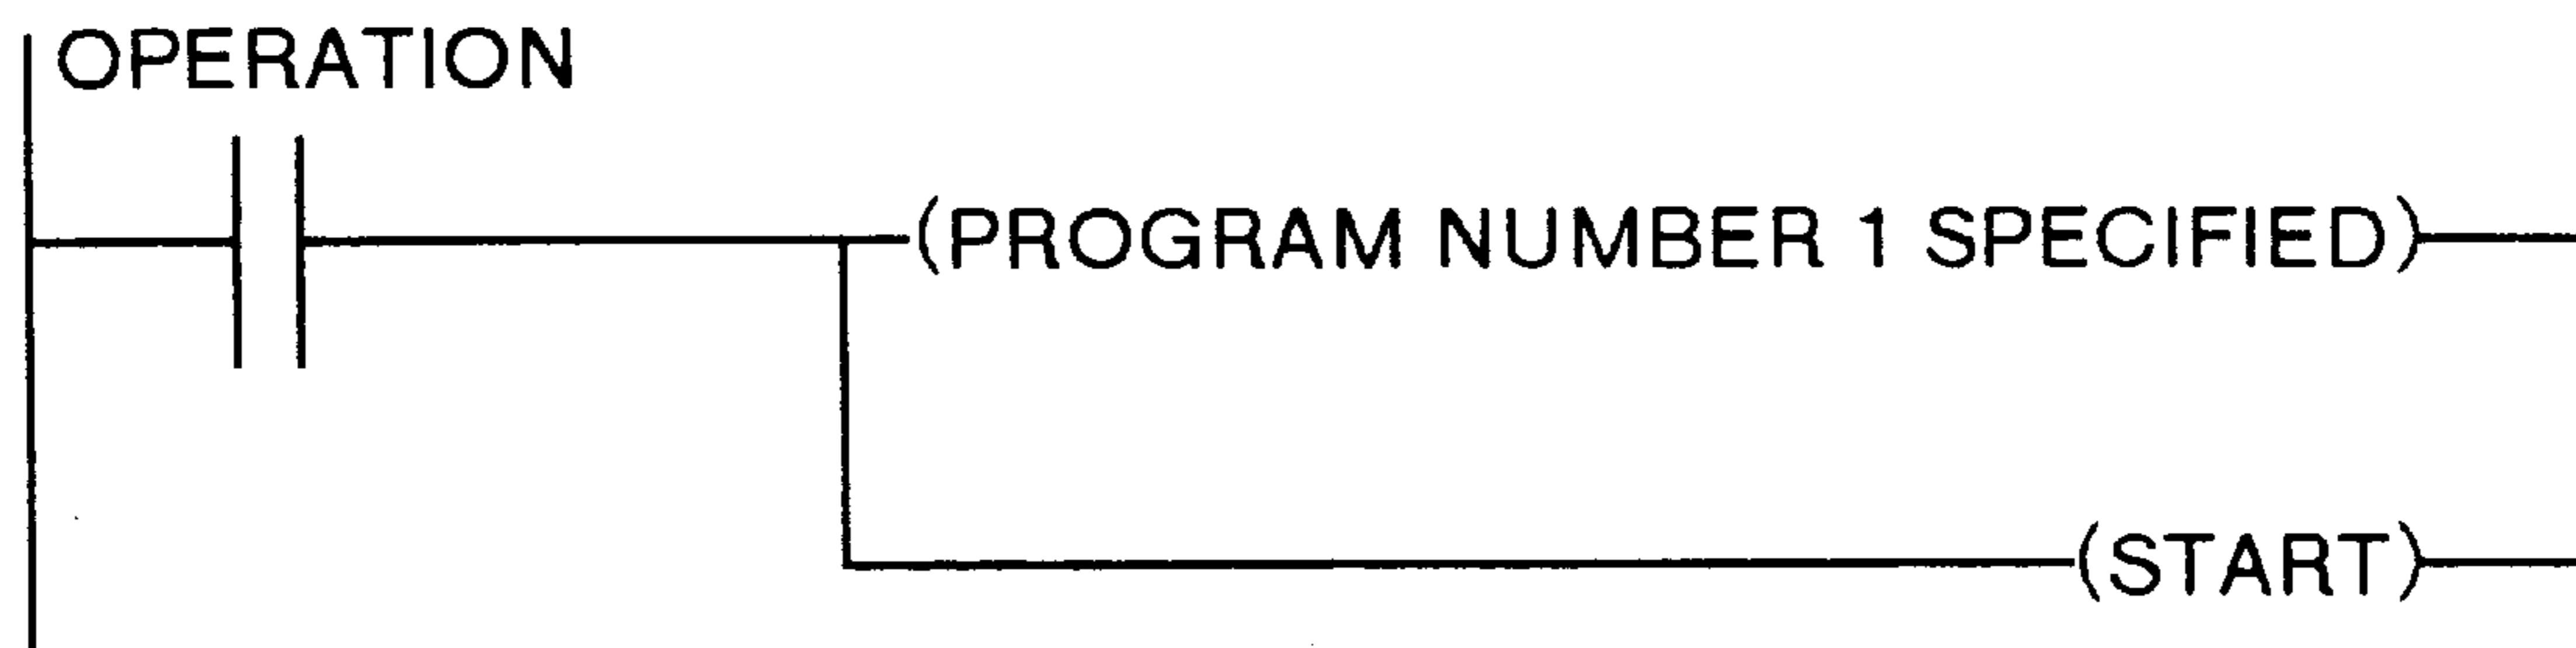 OPERATION
(PROGRAM NUMBER 1 SPECIFIED)
(START)